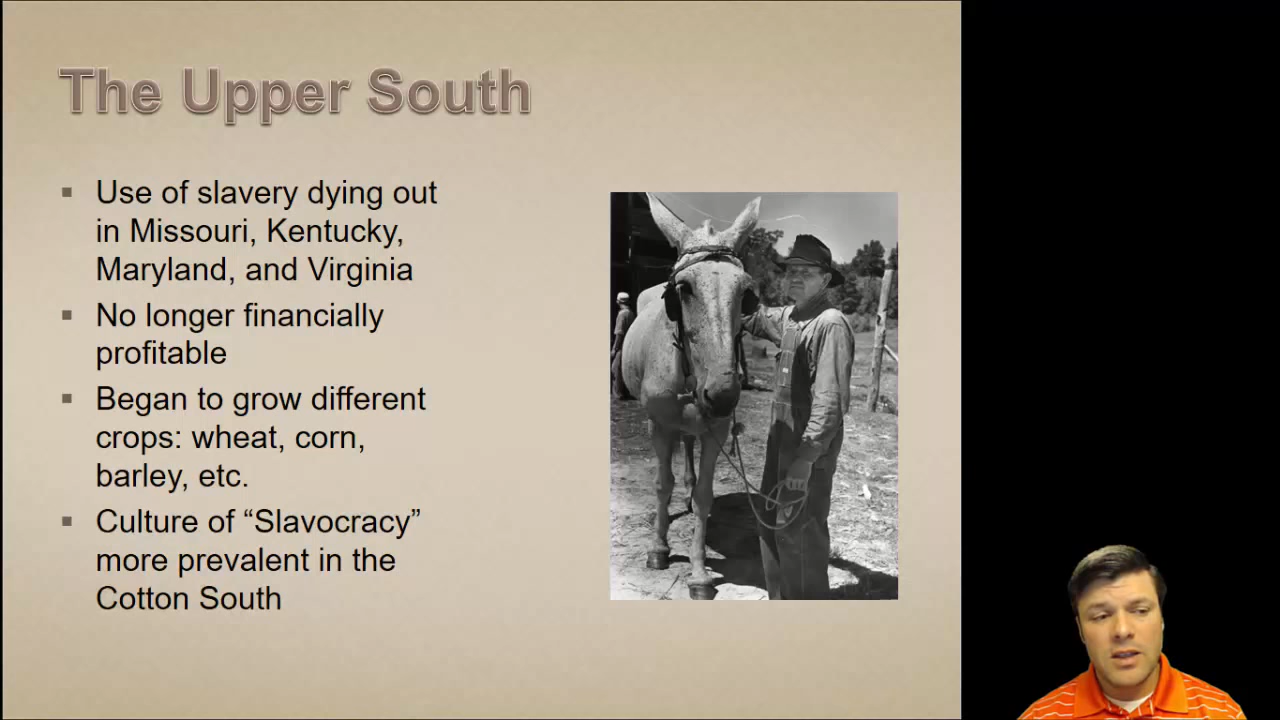 The Upper South
▪ Use of slavery dying out
in Missouri, Kentucky,
Maryland, and Virginia
▪ No longer financially
profitable
▪ Began to grow different
crops: wheat, corn,
barley, etc.
▪ Culture of “Slavocracy”
more prevalent in the
Cotton South